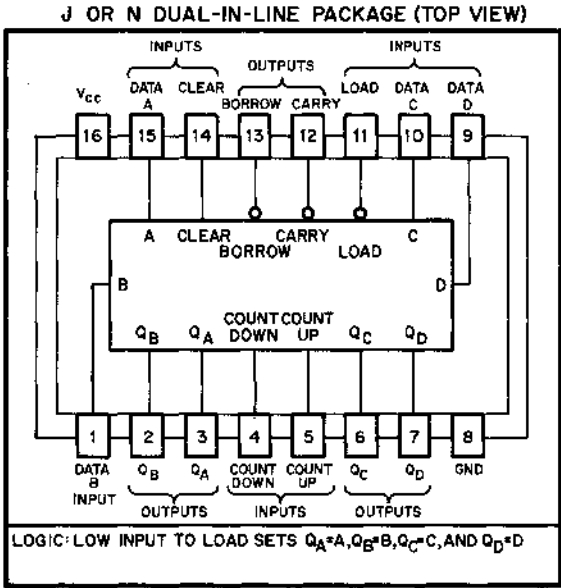 J OR N DUAL-IN-LINE PACKAGE (TOP VIEW)
INPUTS OUTPUTS INPUTS
VCC DATA A CLEAR BORROW CARRY LOAD DATA C DATA D
16 15 14 13 12 11 10 9
A CLEAR BORROW CARRY LOAD C
B D
QB QA COUNT DOWN COUNT UP QC QD
1 2 3 4 5 6 7 8
DATA B INPUT QB QA COUNT DOWN COUNT UP QC QD GND
OUTPUTS INPUTS OUTPUTS
LOGIC: LOW INPUT TO LOAD SETS QA=A, QB=B, QC=C, AND QD=D